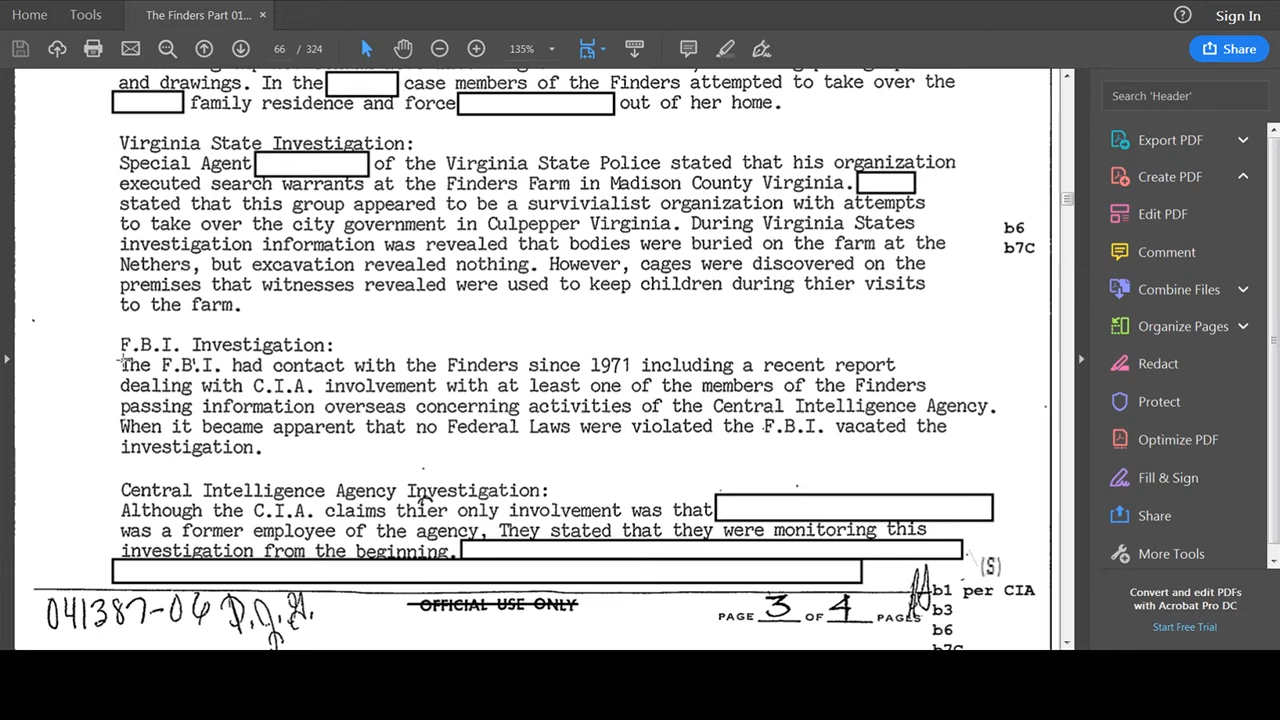 Home Tools The Finders Part 01... × Sign In
66 / 324 135% Share
and drawings. In the case members of the Finders attempted to take over the
family residence and force out of her home.
Virginia State Investigation:
Special Agent of the Virginia State Police stated that his organization
executed search warrants at the Finders Farm in Madison County Virginia.
stated that this group appeared to be a survivialist organization with attempts
to take over the city government in Culpepper Virginia. During Virginia States
investigation information was revealed that bodies were buried on the farm at the
Nethers, but excavation revealed nothing. However, cages were discovered on the
premises that witnesses revealed were used to keep children during thier visits
to the farm.
b6
b7C
F.B.I. Investigation:
The F.B.I. had contact with the Finders since 1971 including a recent report
dealing with C.I.A. involvement with at least one of the members of the Finders
passing information overseas concerning activities of the Central Intelligence Agency.
When it became apparent that no Federal Laws were violated the F.B.I. vacated the
investigation.
Central Intelligence Agency Investigation:
Although the C.I.A. claims thier only involvement was that
was a former employee of the agency, They stated that they were monitoring this
investigation from the beginning.
(S)
b1 per CIA
b3
b6
041387-06
OFFICIAL USE ONLY
PAGE 3 OF 4 PAGES
Search 'Header'
Export PDF
Create PDF
Edit PDF
Comment
Combine Files
Organize Pages
Redact
Protect
Optimize PDF
Fill & Sign
Share
More Tools
Convert and edit PDFs
with Acrobat Pro DC
Start Free Trial